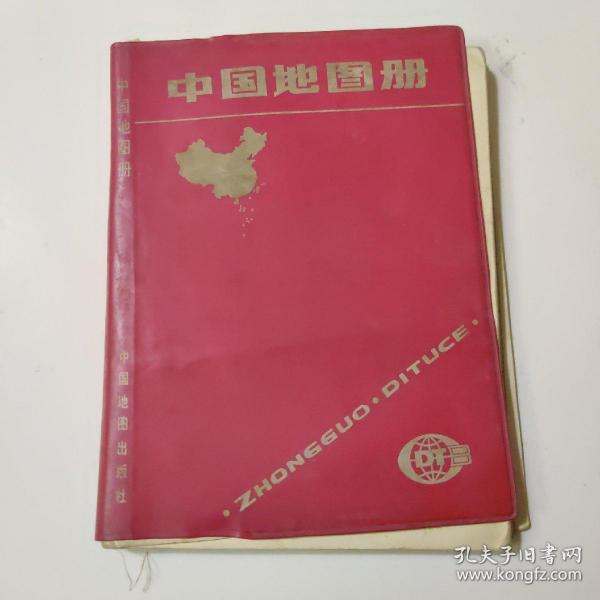 中国地图册
中国地图册
中国地图出版社
·ZHONGGUO·DITUCE·
DT
孔夫子旧书网
www.kongfz.com